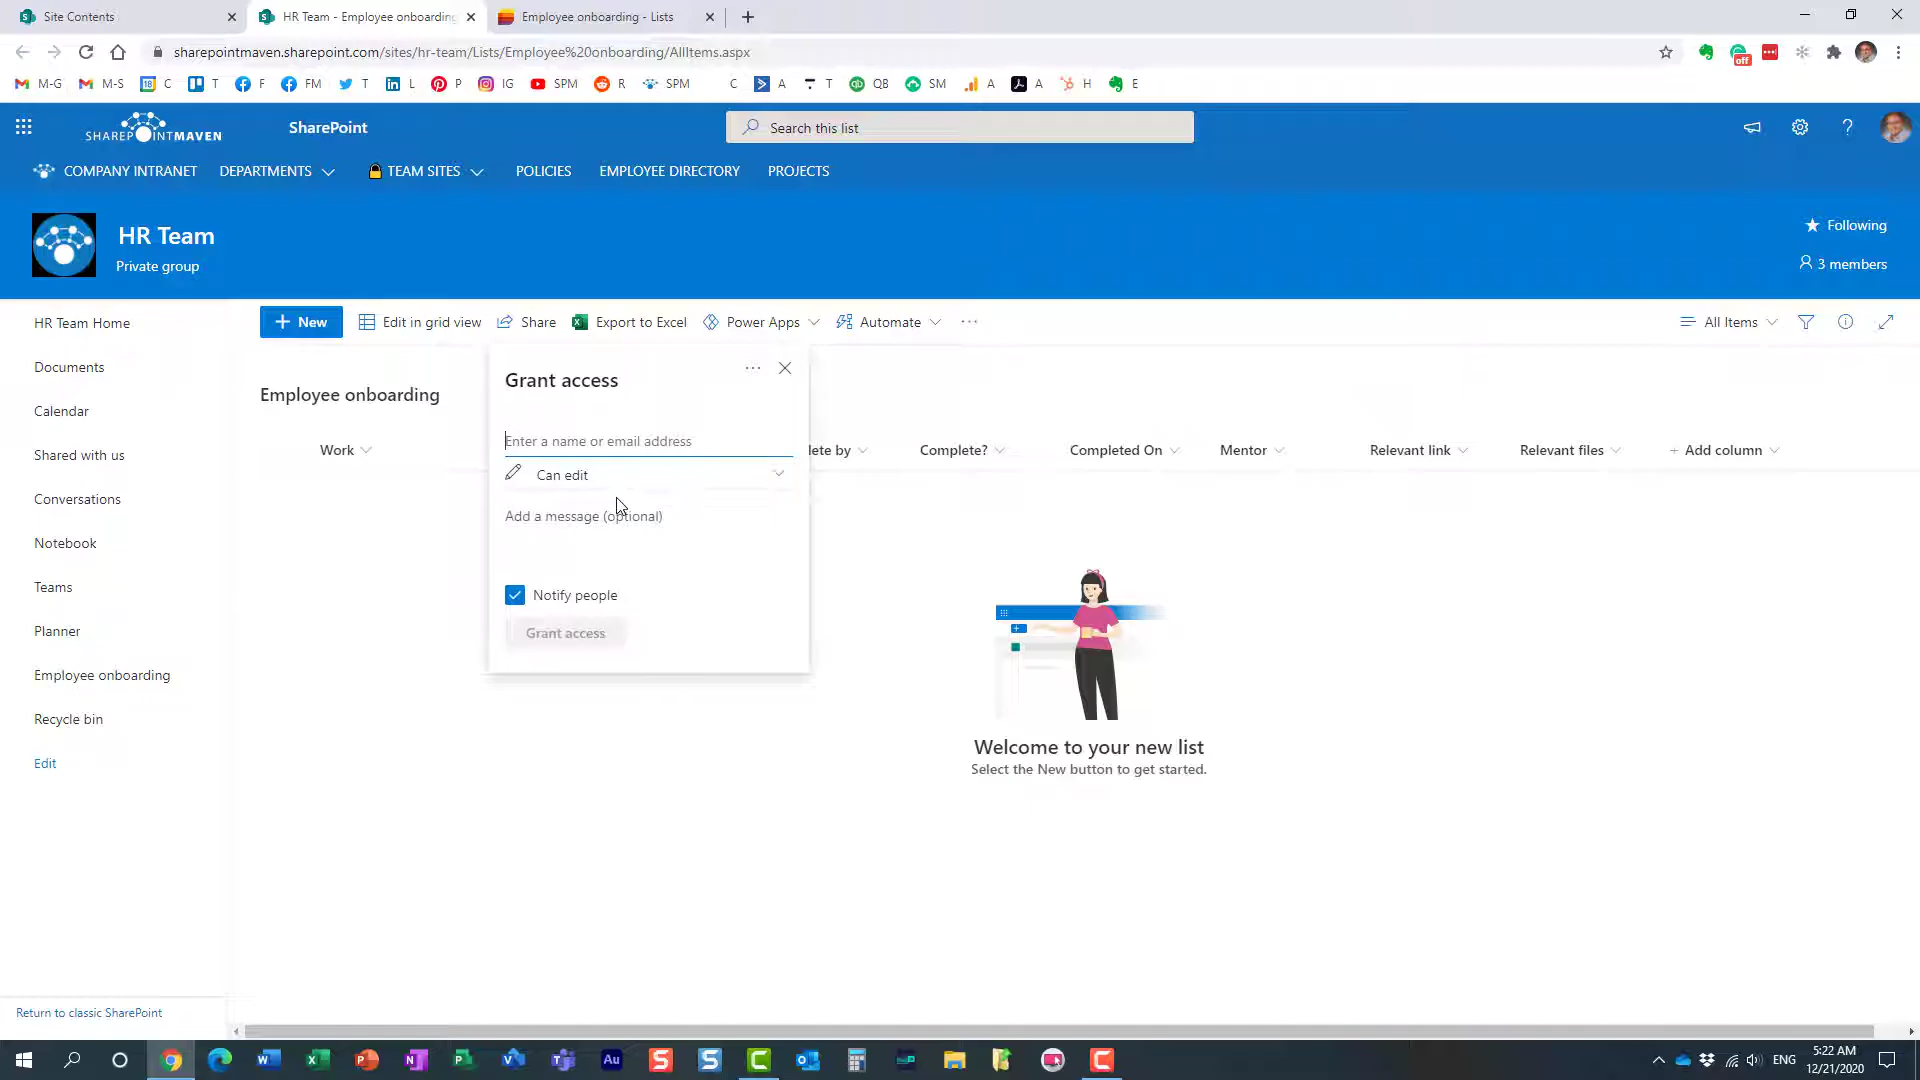 Site Contents
HR Team - Employee onboarding
Employee onboarding - Lists
sharepointmaven.sharepoint.com/sites/hr-team/Lists/Employee%20onboarding/AllItems.aspx
off
M-G
M-S
18
C
T
F
FM
T
L
P
IG
SPM
R
SPM
C
A
T
QB
SM
A
A
H
E
SHAREPOINTMAVEN
SharePoint
Search this list
COMPANY INTRANET
DEPARTMENTS
TEAM SITES
POLICIES
EMPLOYEE DIRECTORY
PROJECTS
HR Team
Private group
Following
3 members
HR Team Home
Documents
Calendar
Shared with us
Conversations
Notebook
Teams
Planner
Employee onboarding
Recycle bin
Edit
Return to classic SharePoint
New
Edit in grid view
Share
Export to Excel
Power Apps
Automate
All Items
Employee onboarding
Work
lete by
Complete?
Completed On
Mentor
Relevant link
Relevant files
Add column
Grant access
Enter a name or email address
Can edit
Add a message (optional)
Notify people
Grant access
Welcome to your new list
Select the New button to get started.
Au
ENG
5:22 AM
12/21/2020